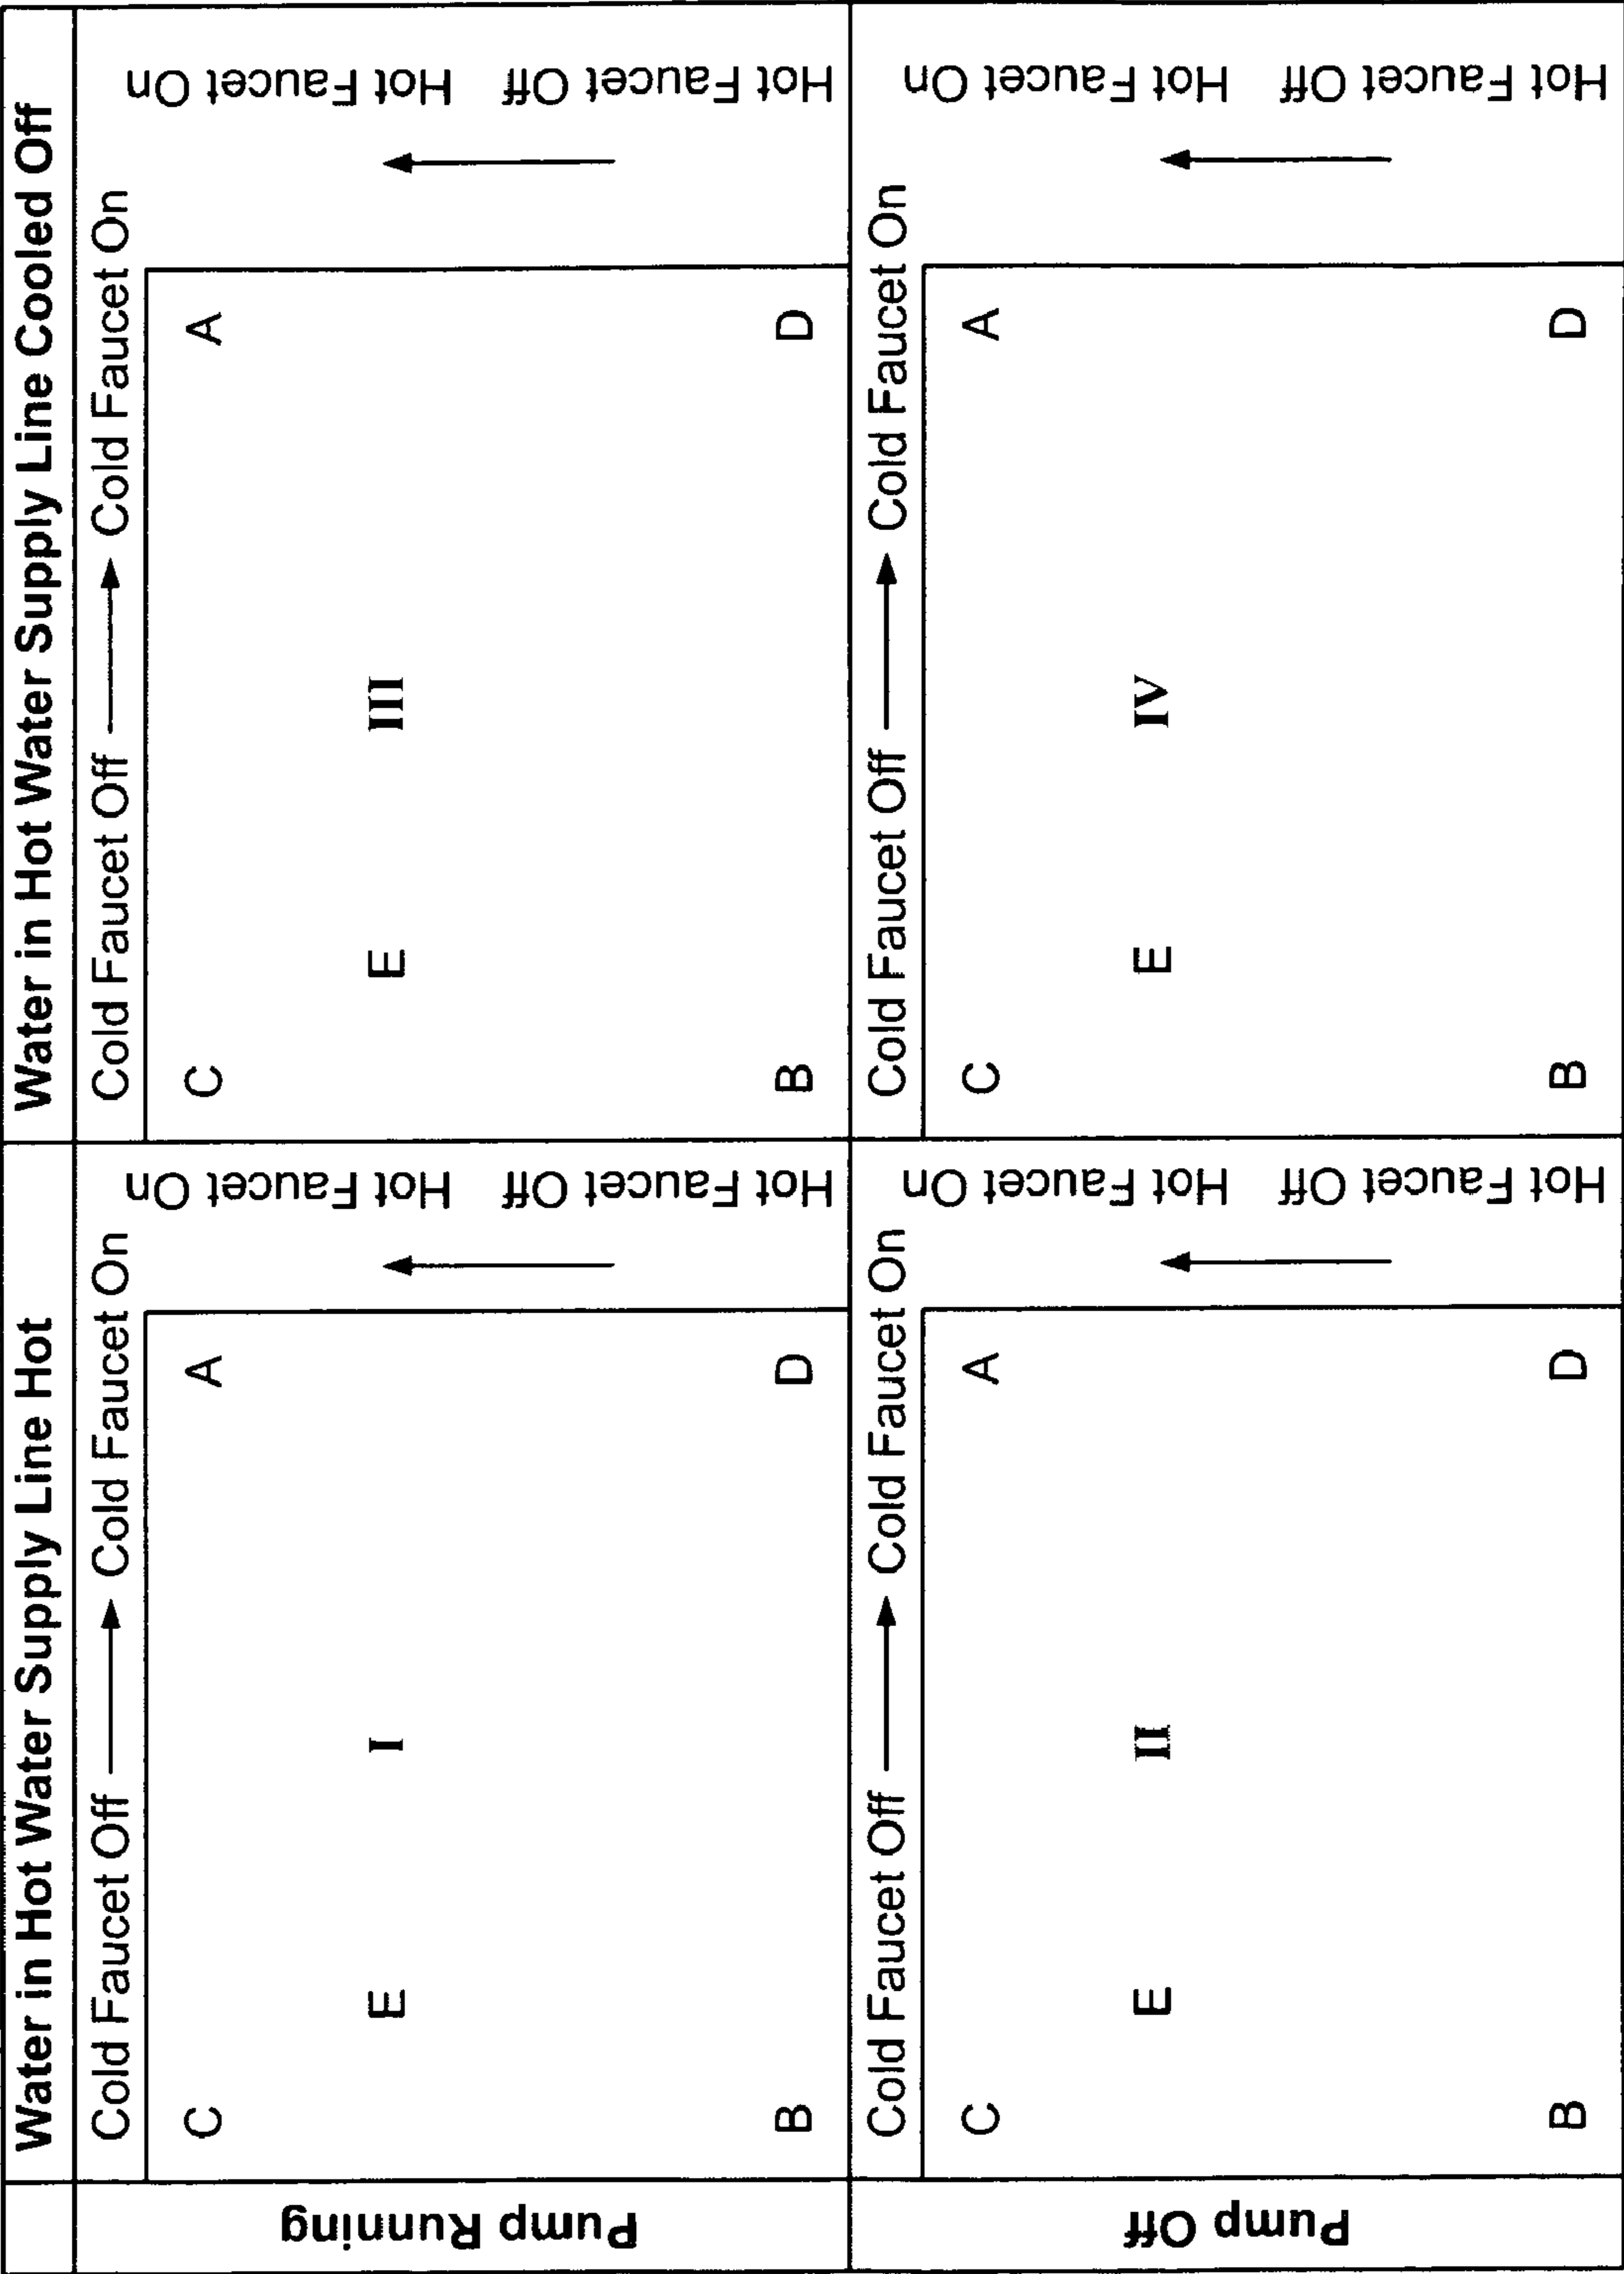 Water in Hot Water Supply Line Hot
Water in Hot Water Supply Line Cooled Off
Pump Running
Cold Faucet Off
Cold Faucet On
C
A
E
I
B
D
Hot Faucet Off
Hot Faucet On
Cold Faucet Off
Cold Faucet On
C
A
E
III
B
D
Hot Faucet Off
Hot Faucet On
Pump Off
Cold Faucet Off
Cold Faucet On
C
A
E
II
B
D
Hot Faucet Off
Hot Faucet On
Cold Faucet Off
Cold Faucet On
C
A
E
IV
B
D
Hot Faucet Off
Hot Faucet On